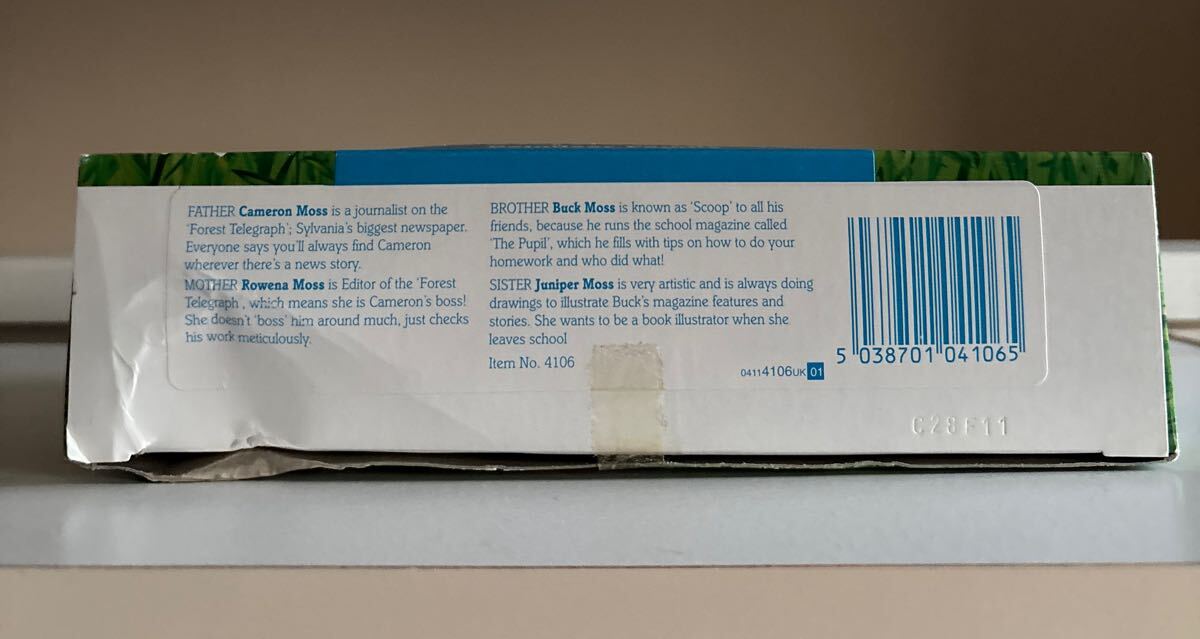 FATHER Cameron Moss is a journalist on the
'Forest Telegraph'; Sylvania's biggest newspaper.
Everyone says you'll always find Cameron
wherever there's a news story.
MOTHER Rowena Moss is Editor of the 'Forest
Telegraph', which means she is Cameron's boss!
She doesn't 'boss' him around much, just checks
his work meticulously.
BROTHER Buck Moss is known as 'Scoop' to all his
friends, because he runs the school magazine called
'The Pupil', which he fills with tips on how to do your
homework and who did what!
SISTER Juniper Moss is very artistic and is always doing
drawings to illustrate Buck's magazine features and
stories. She wants to be a book illustrator when she
leaves school
Item No. 4106
04114106UK 01
5 038701 041065
C28F11